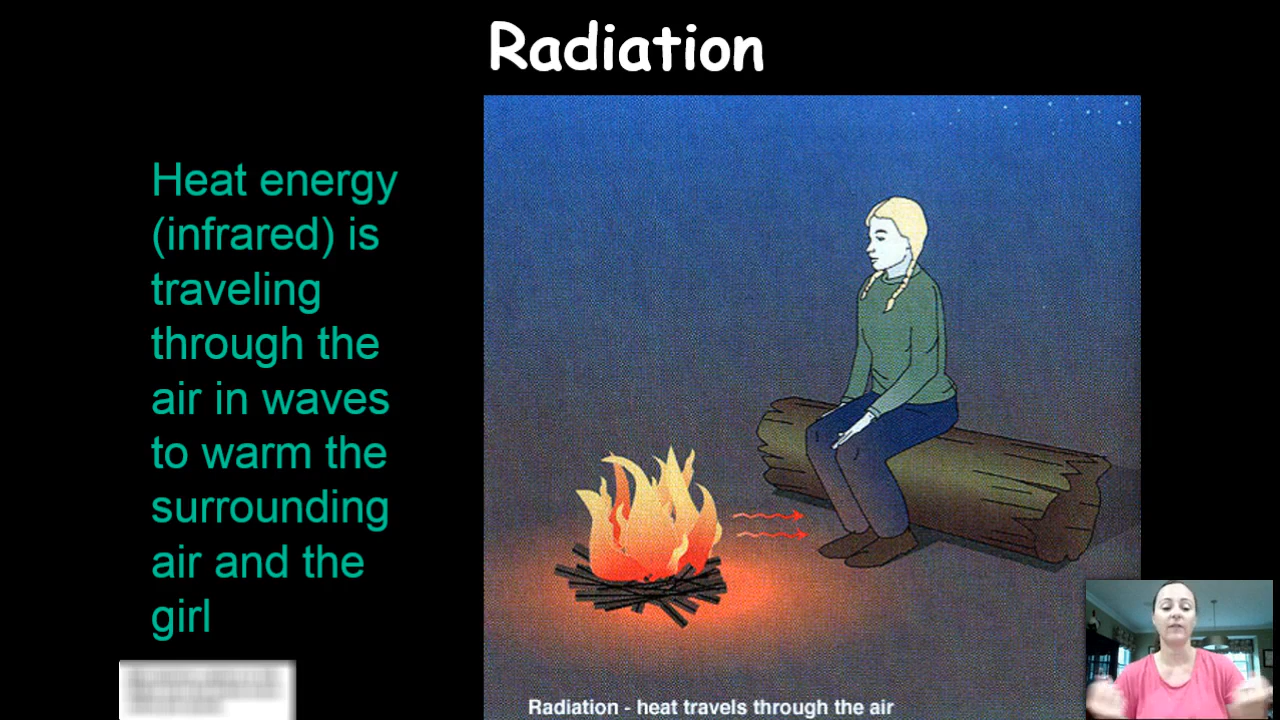 Radiation
Heat energy
(infrared) is
traveling
through the
air in waves
to warm the
surrounding
air and the
girl
Radiation - heat travels through the air